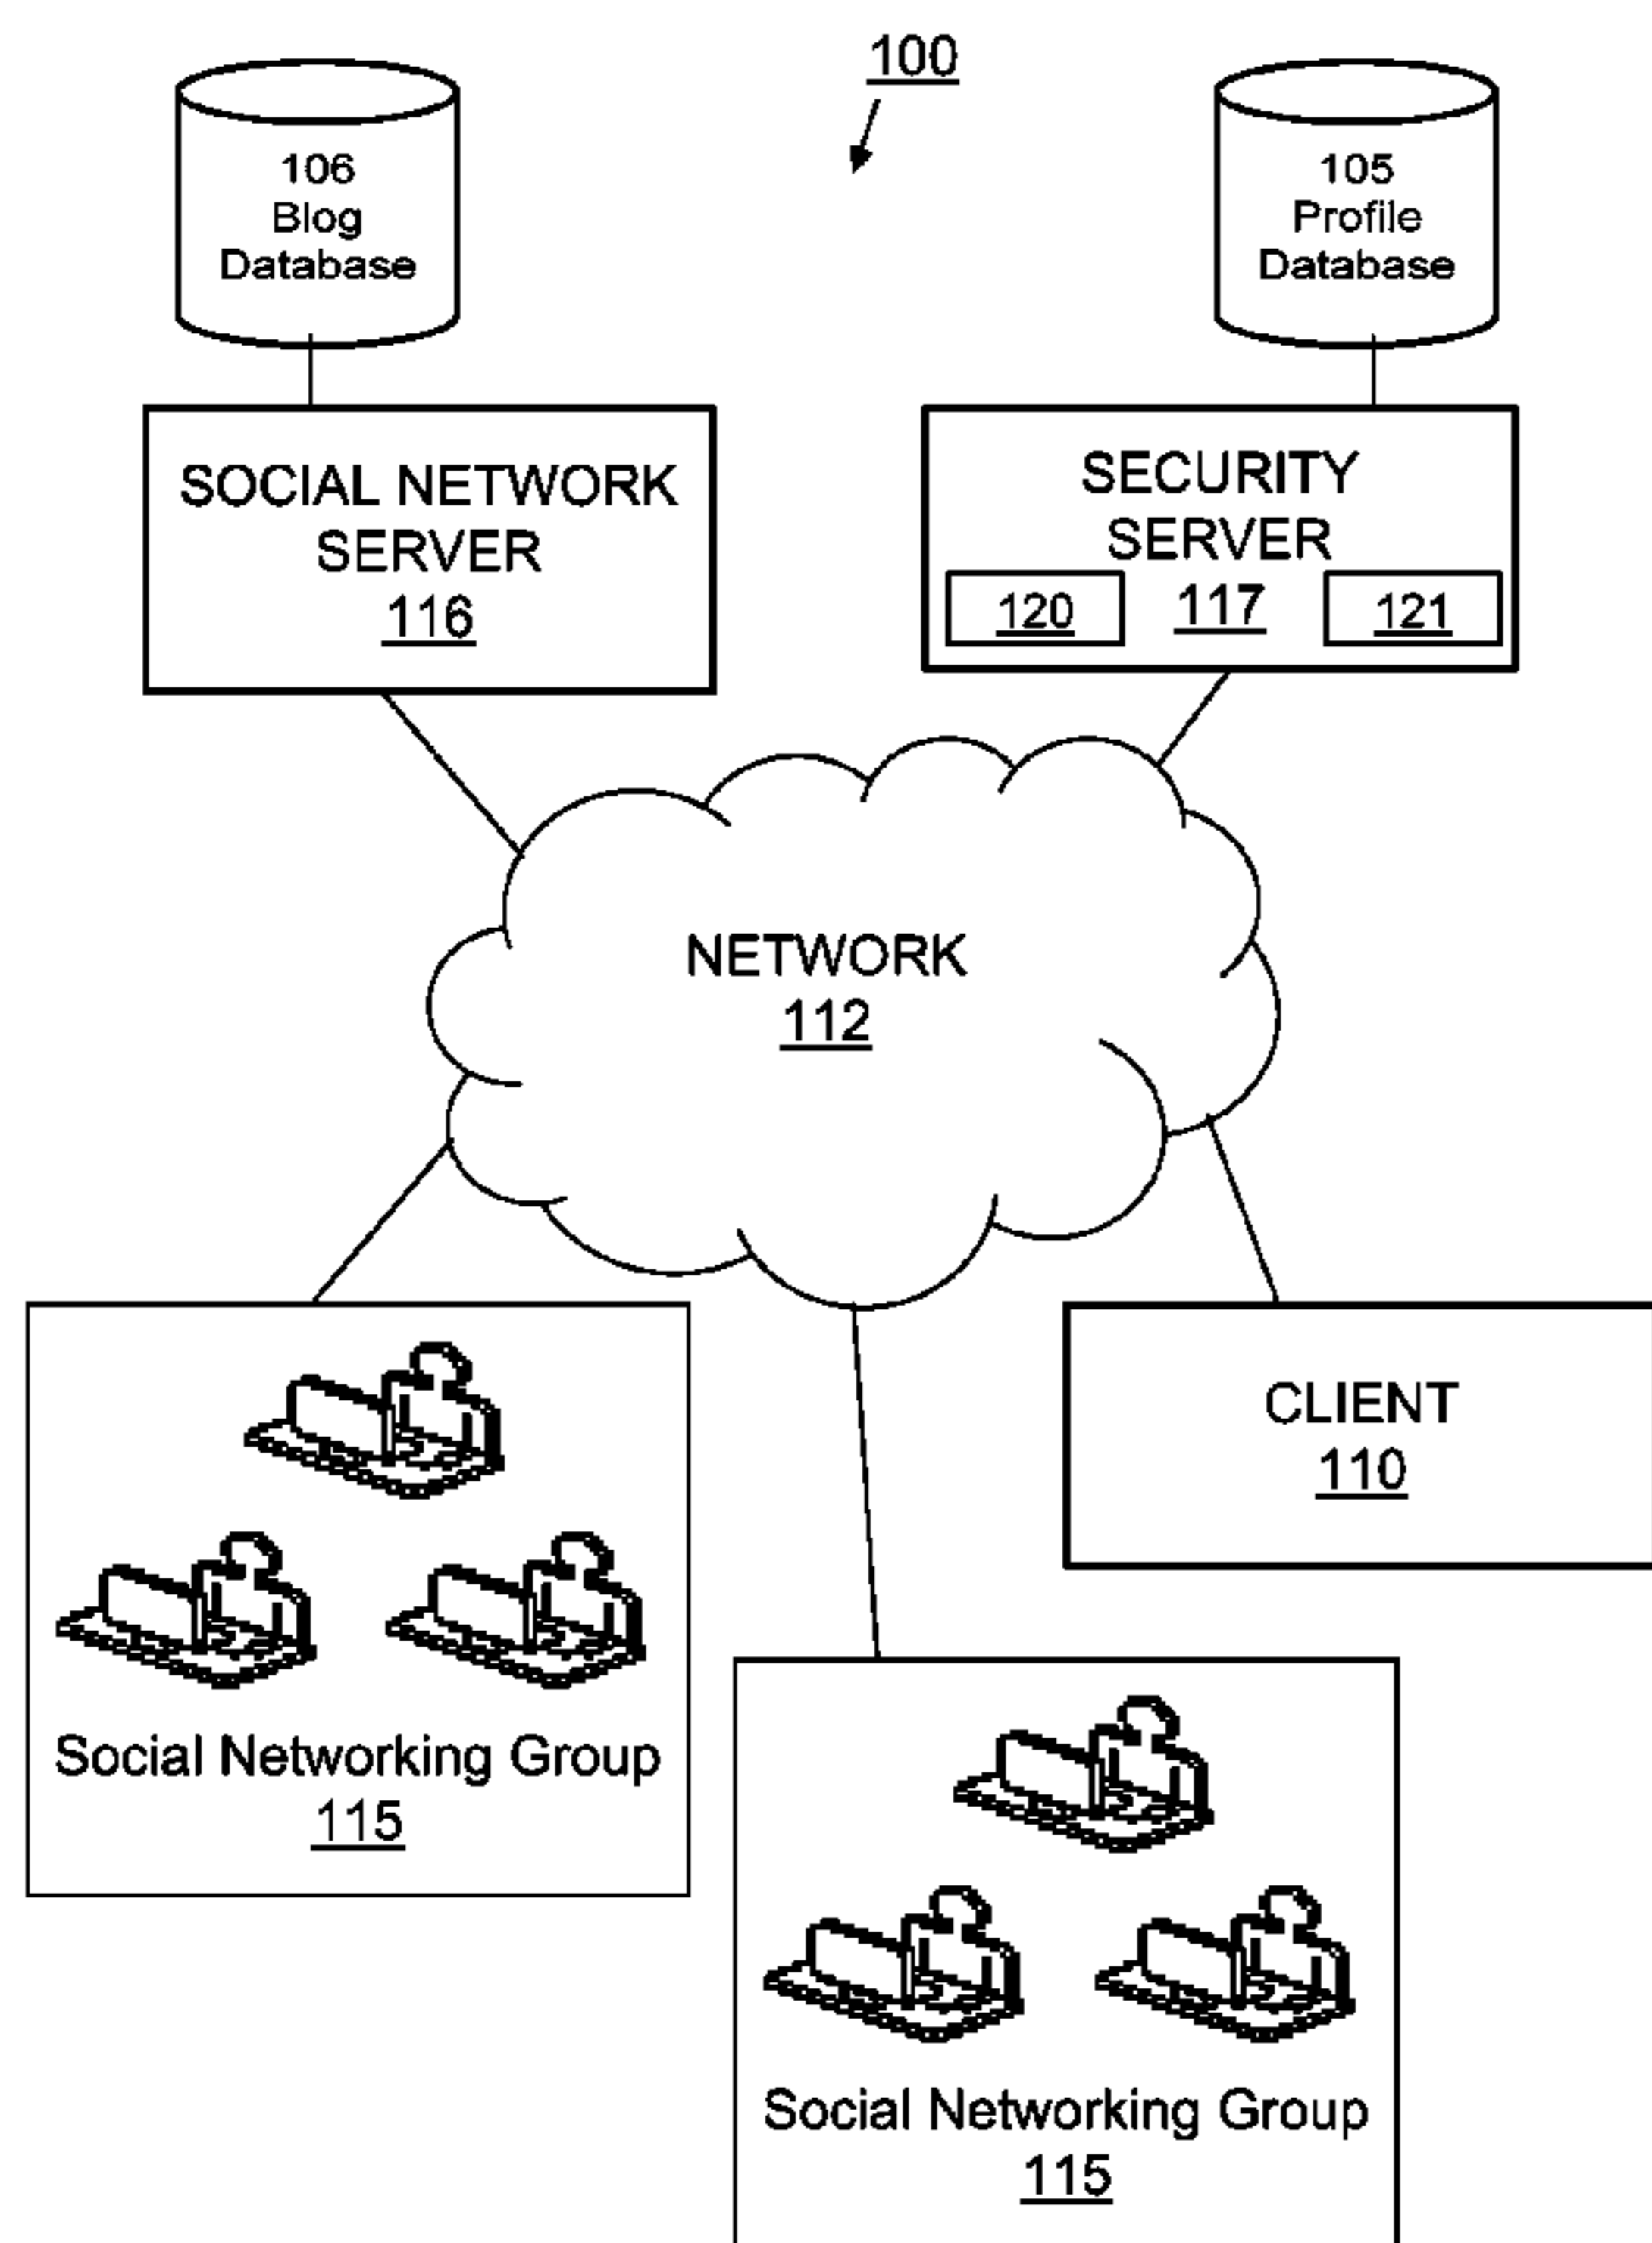 100
106
Blog
Database
105
Profile
Database
SOCIAL NETWORK
SERVER
116
SECURITY
SERVER
120
117
121
NETWORK
112
CLIENT
110
Social Networking Group
115
Social Networking Group
115